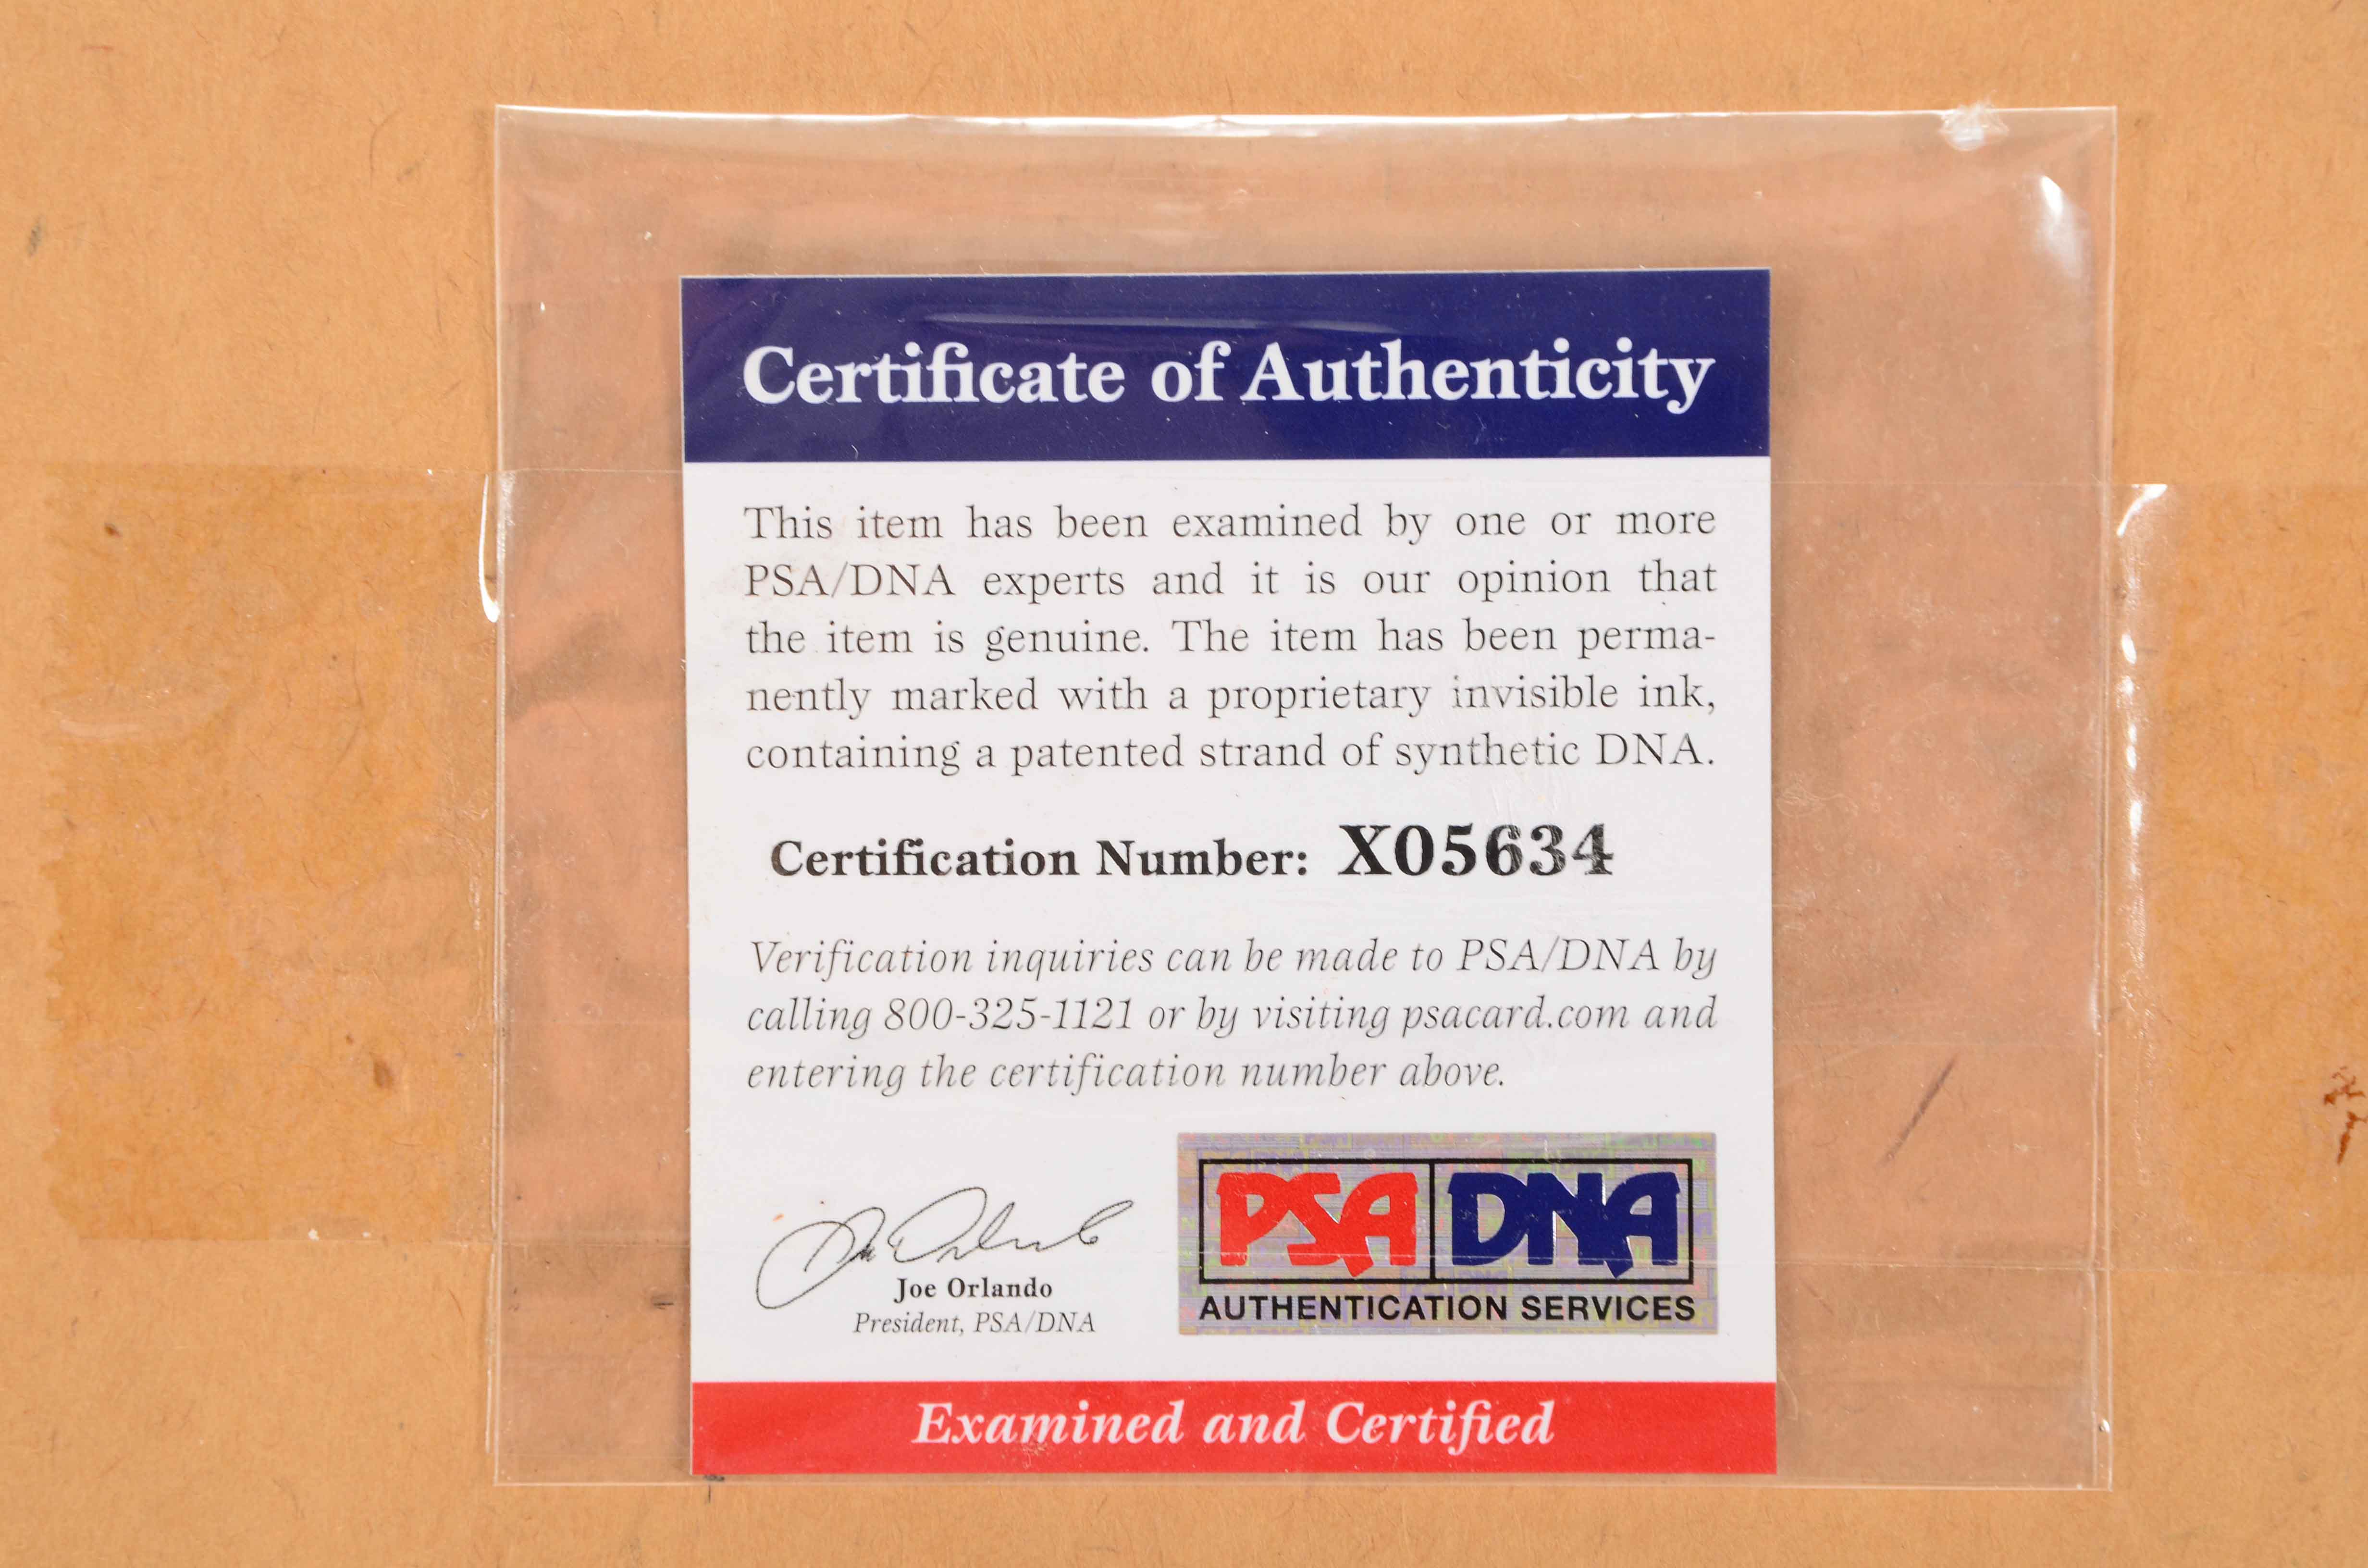 Certificate of Authenticity
This item has been examined by one or more
PSA/DNA experts and it is our opinion that
the item is genuine. The item has been perma-
nently marked with a proprietary invisible ink,
containing a patented strand of synthetic DNA.
Certification Number: X05634
Verification inquiries can be made to PSA/DNA by
calling 800-325-1121 or by visiting psacard.com and
entering the certification number above.
Joe Orlando
President, PSA/DNA
PSA DNA
AUTHENTICATION SERVICES
Examined and Certified